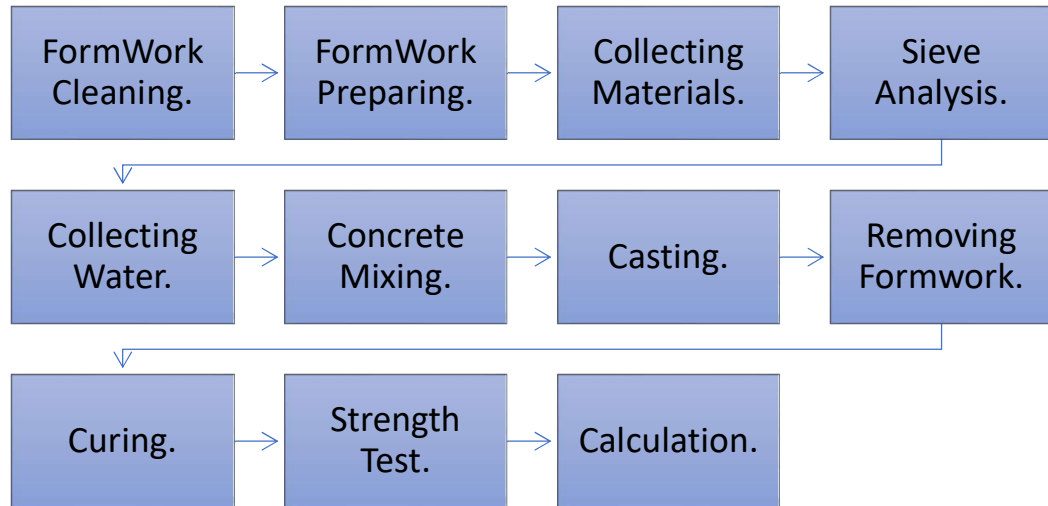 FormWork
Cleaning.
FormWork
Preparing.
Collecting
Materials.
Sieve
Analysis.
Collecting
Water.
Concrete
Mixing.
Casting.
Removing
Formwork.
Curing.
Strength
Test.
Calculation.